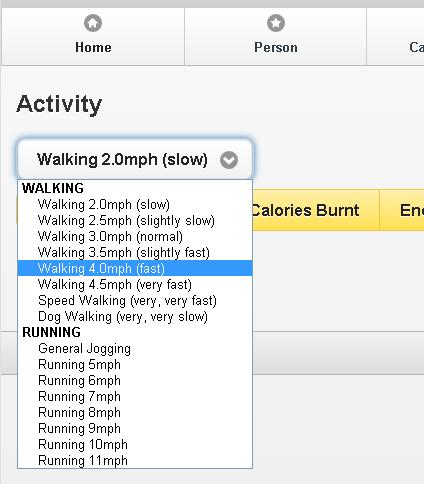 Home
Person
Ca
Activity
Walking 2.0mph (slow)
WALKING
Walking 2.0mph (slow)
Walking 2.5mph (slightly slow)
Walking 3.0mph (normal)
Walking 3.5mph (slightly fast)
Walking 4.0mph (fast)
Walking 4.5mph (very fast)
Speed Walking (very, very fast)
Dog Walking (very, very slow)
RUNNING
General Jogging
Running 5mph
Running 6mph
Running 7mph
Running 8mph
Running 9mph
Running 10mph
Running 11mph
Calories Burnt
Ene